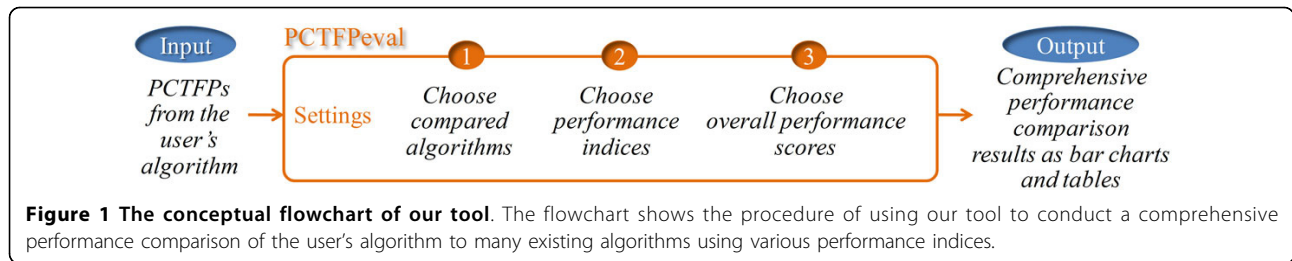 Input
PCTFPs
from the
user's
algorithm
PCTFPeval
Settings
1
Choose
compared
algorithms
2
Choose
performance
indices
3
Choose
overall performance
scores
Output
Comprehensive
performance
comparison
results as bar charts
and tables
Figure 1 The conceptual flowchart of our tool. The flowchart shows the procedure of using our tool to conduct a comprehensive
performance comparison of the user's algorithm to many existing algorithms using various performance indices.